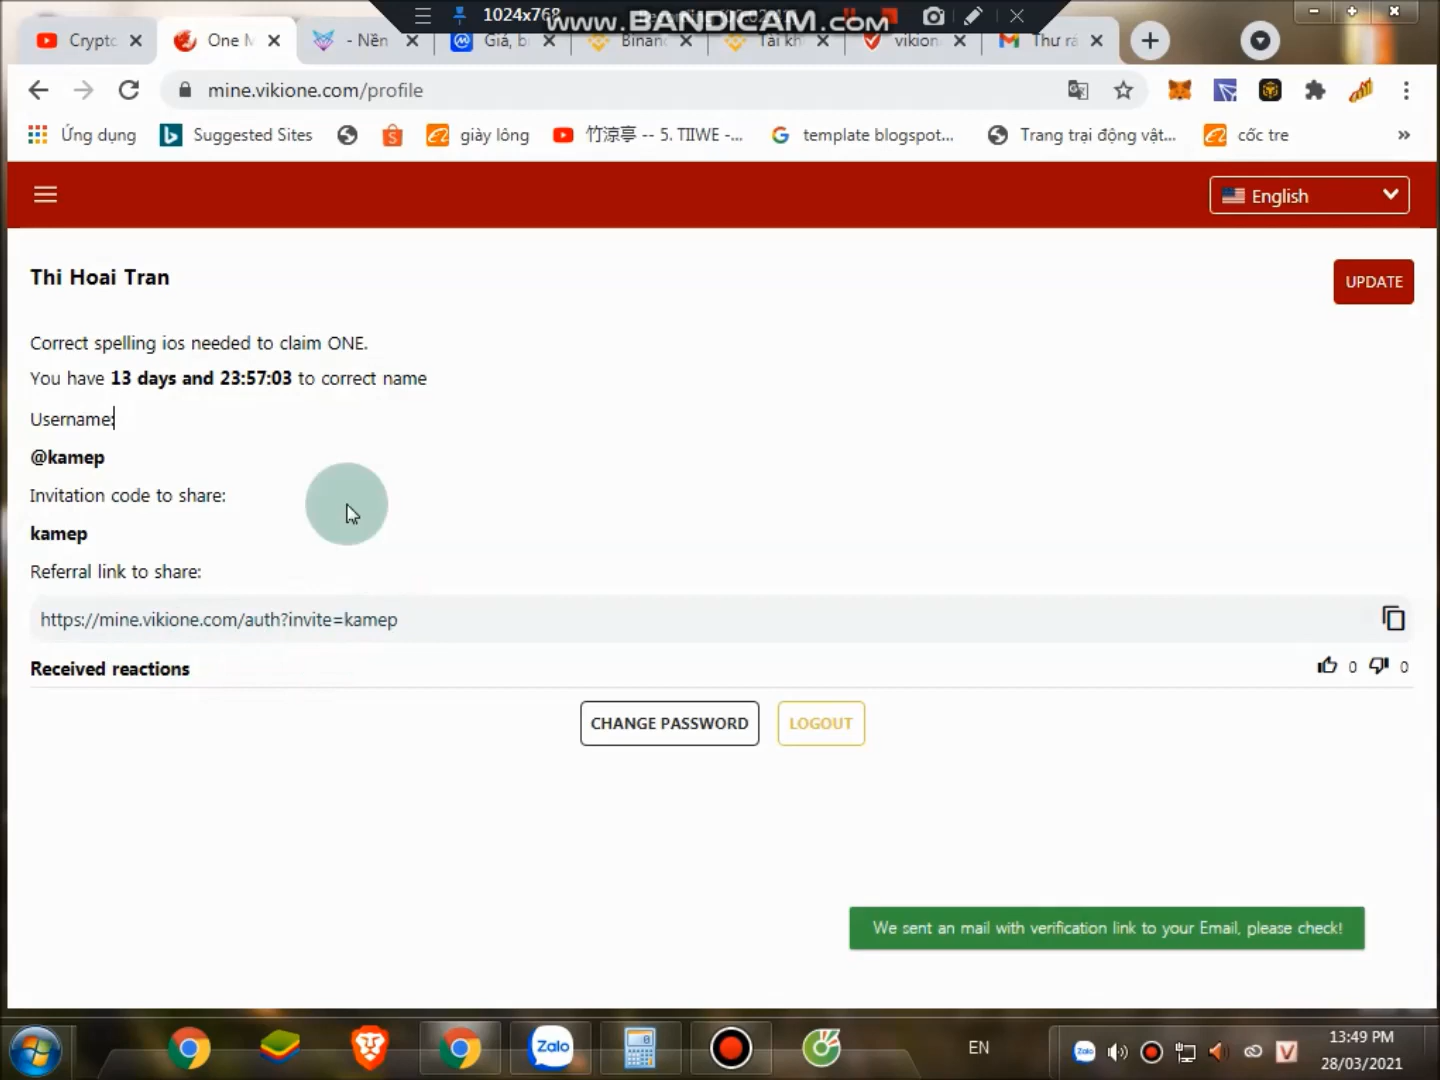 1024x768
www.BANDICAM.com
Crypto
One M
- Nền
Giá, b
Binan
Tài kh
vikion
Thư rá
mine.vikione.com/profile
Ứng dụng
Suggested Sites
giày lông
竹涼亭 -- 5. TIIWE -...
template blogspot...
Trang trại động vật...
cốc tre
»
English
Thi Hoai Tran
UPDATE
Correct spelling ios needed to claim ONE.
You have 13 days and 23:57:03 to correct name
Username:
@kamep
Invitation code to share:
kamep
Referral link to share:
https://mine.vikione.com/auth?invite=kamep
Received reactions
0
0
CHANGE PASSWORD
LOGOUT
We sent an mail with verification link to your Email, please check!
Zalo
EN
Zalo
V
13:49 PM
28/03/2021